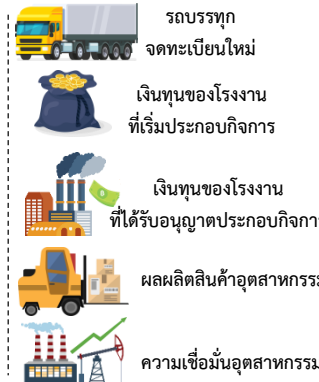 รถบรรทุก
จดทะเบียนใหม่
เงินทุนของโรงงาน
ที่เริ่มประกอบกิจการ
เงินทุนของโรงงาน
ที่ได้รับอนุญาตประกอบกิจการ
ผลผลิตสินค้าอุตสาหกรรม
ความเชื่อมั่นอุตสาหกรรม